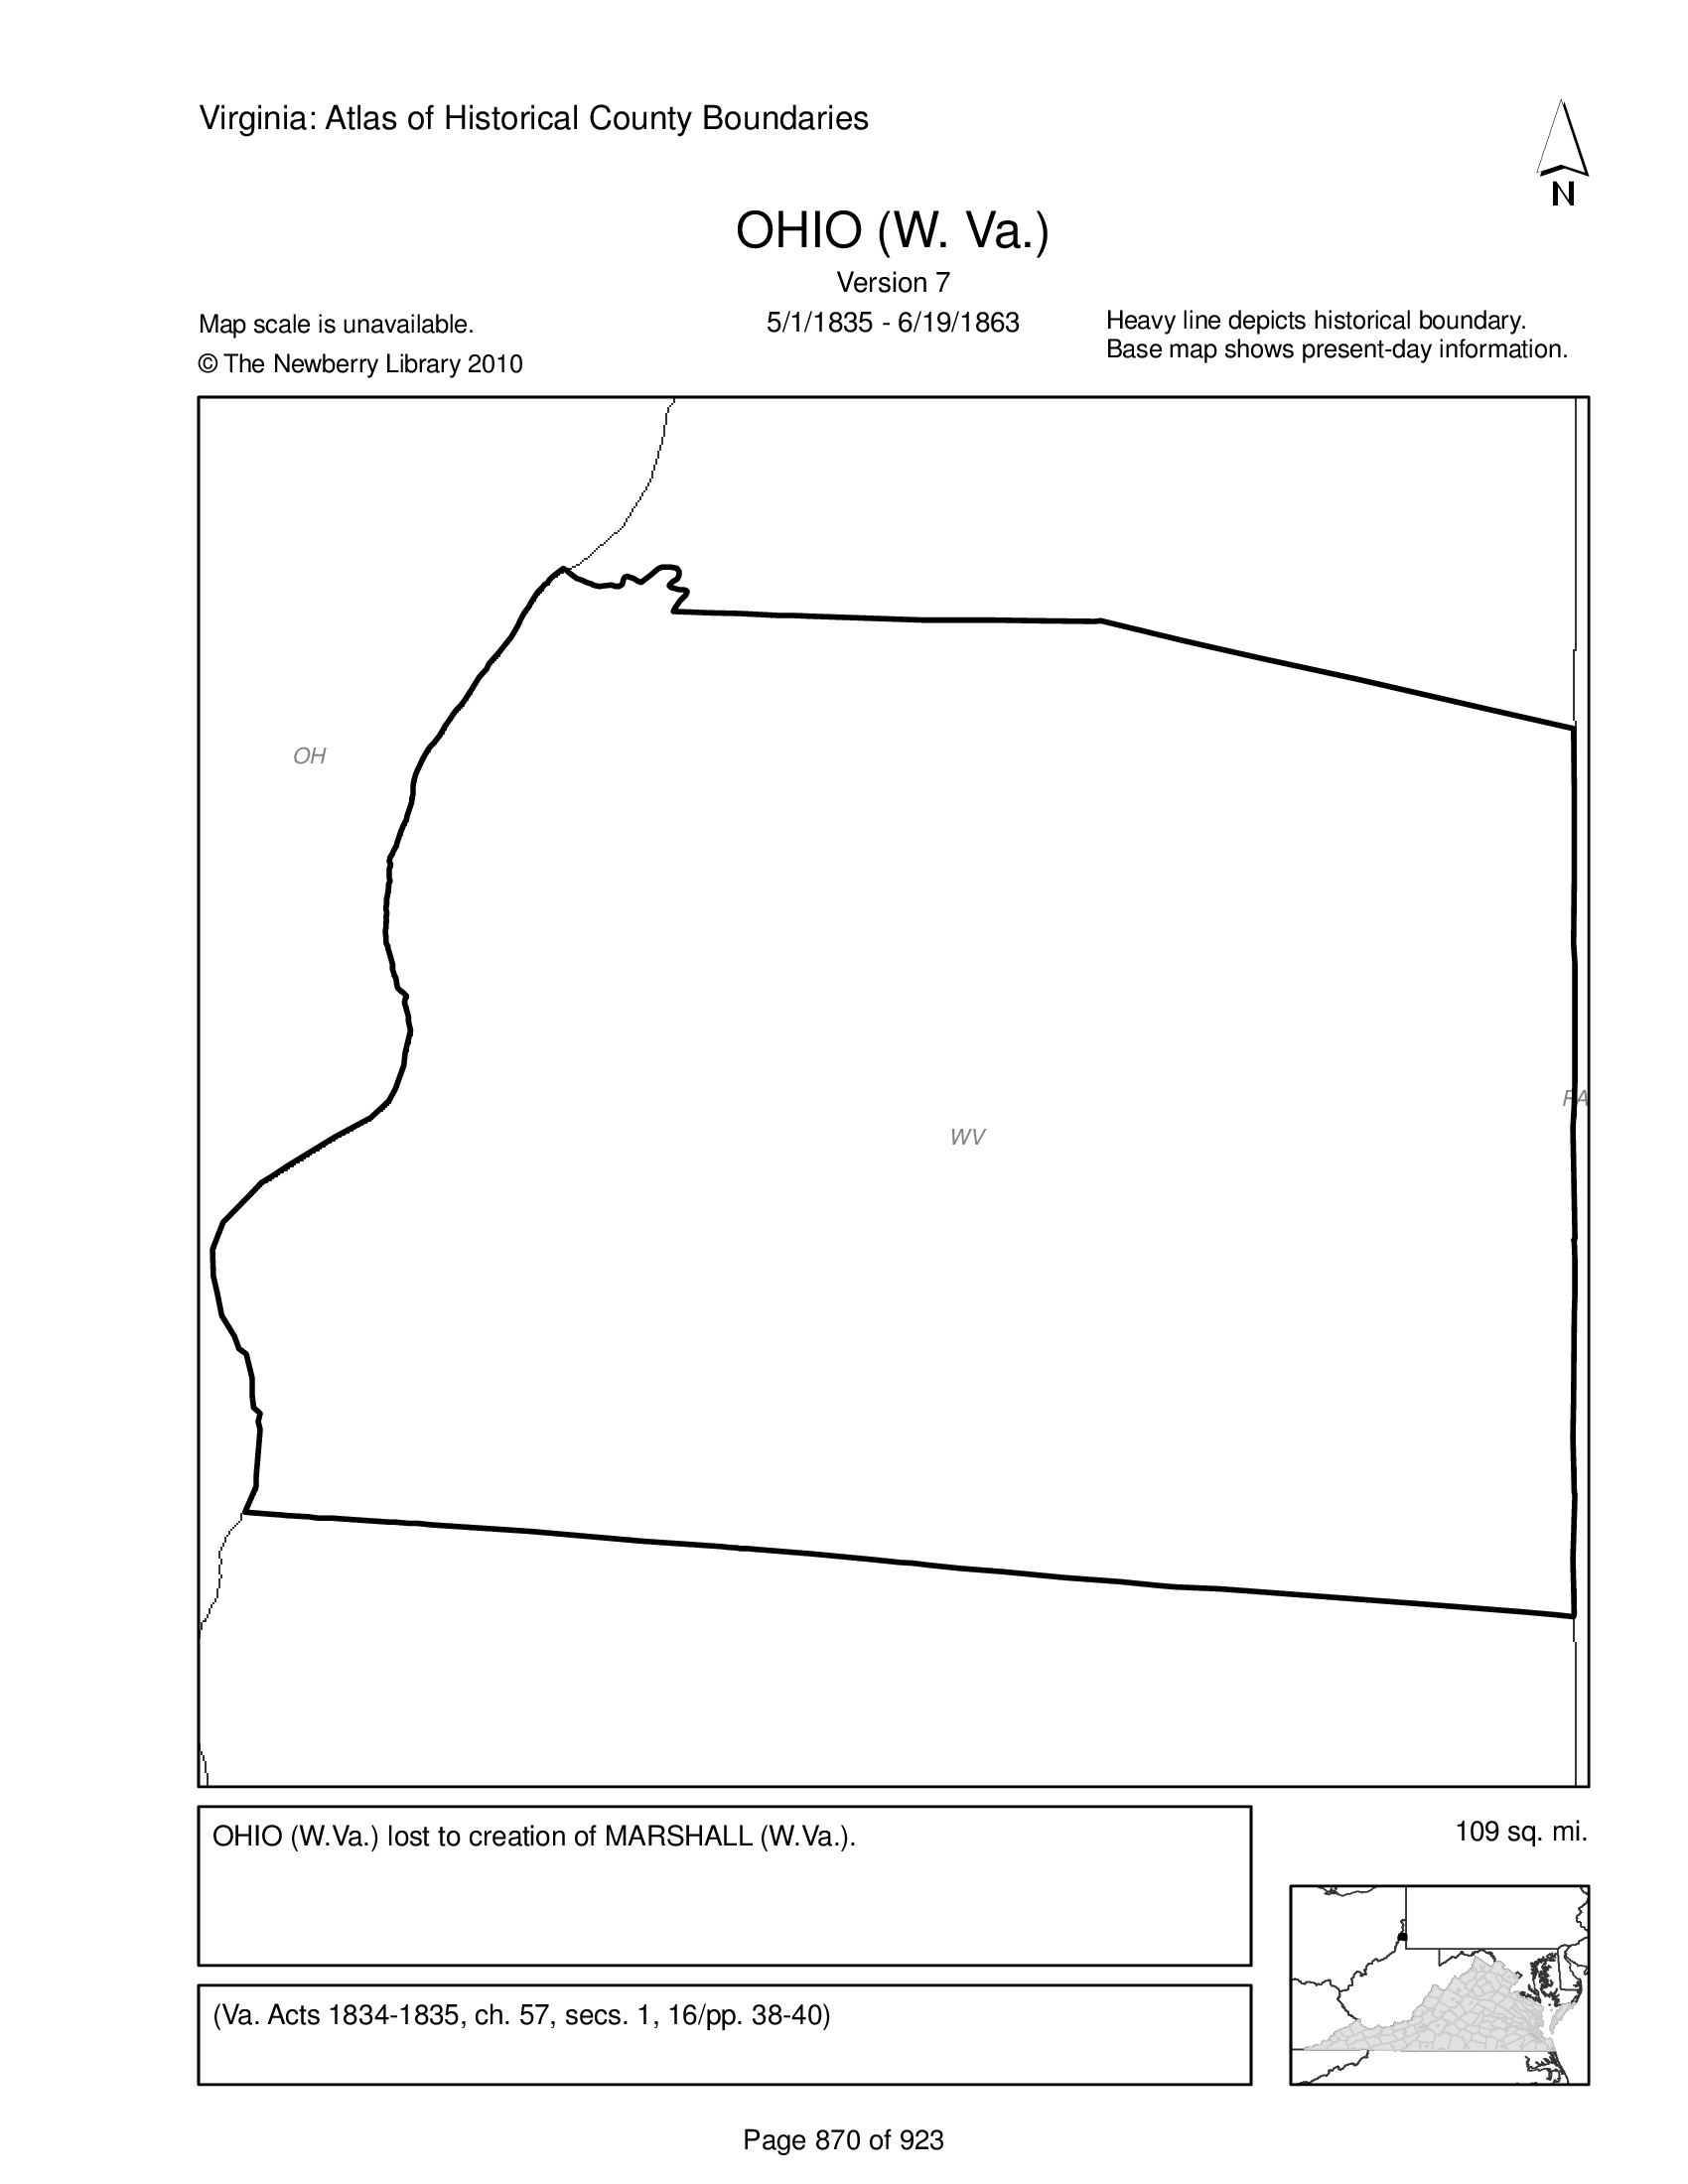 Virginia: Atlas of Historical County Boundaries
N
OHIO (W. Va.)
Version 7
5/1/1835 - 6/19/1863
Map scale is unavailable.
© The Newberry Library 2010
Heavy line depicts historical boundary.
Base map shows present-day information.
OH
PA
WV
OHIO (W.Va.) lost to creation of MARSHALL (W.Va.).
109 sq. mi.
(Va. Acts 1834-1835, ch. 57, secs. 1, 16/pp. 38-40)
Page 870 of 923